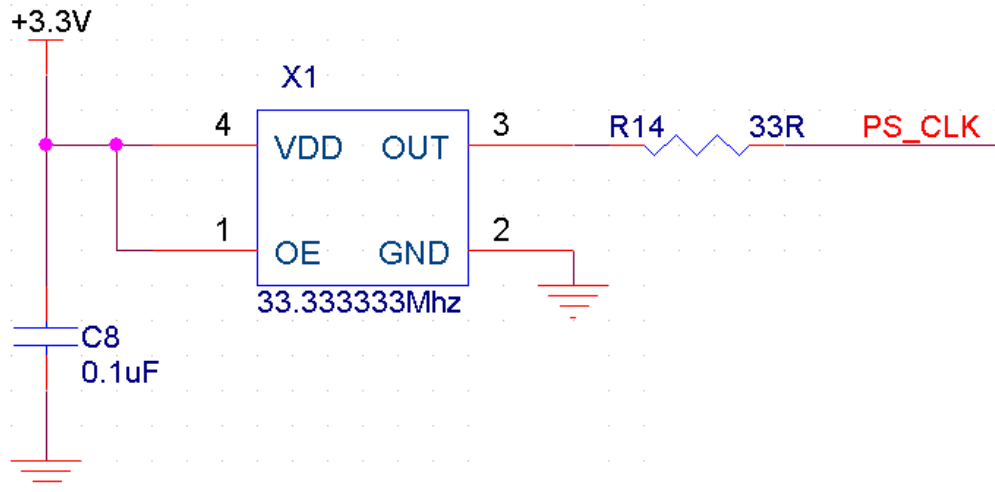 +3.3V
X1
4
3
R14
33R
PS_CLK
VDD
OUT
1
2
OE
GND
33.333333Mhz
C8
0.1uF